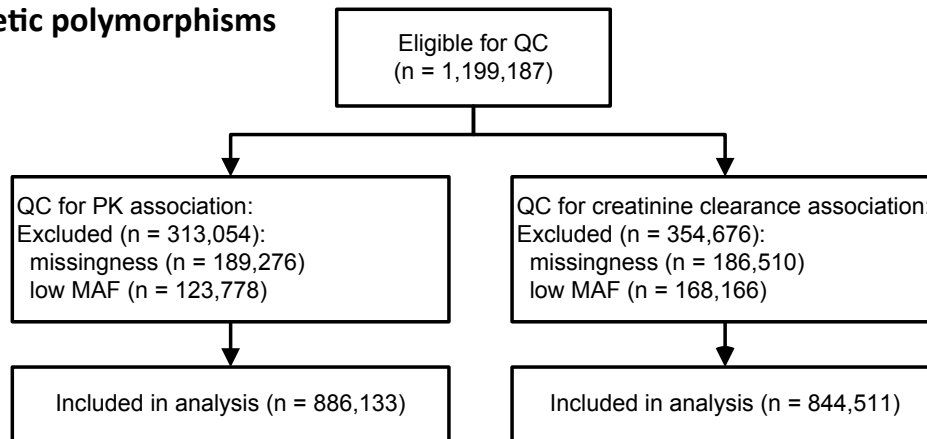 etic polymorphisms
Eligible for QC
(n = 1,199,187)
QC for PK association:
Excluded (n = 313,054):
missingness (n = 189,276)
low MAF (n = 123,778)
QC for creatinine clearance association:
Excluded (n = 354,676):
missingness (n = 186,510)
low MAF (n = 168,166)
Included in analysis (n = 886,133)
Included in analysis (n = 844,511)